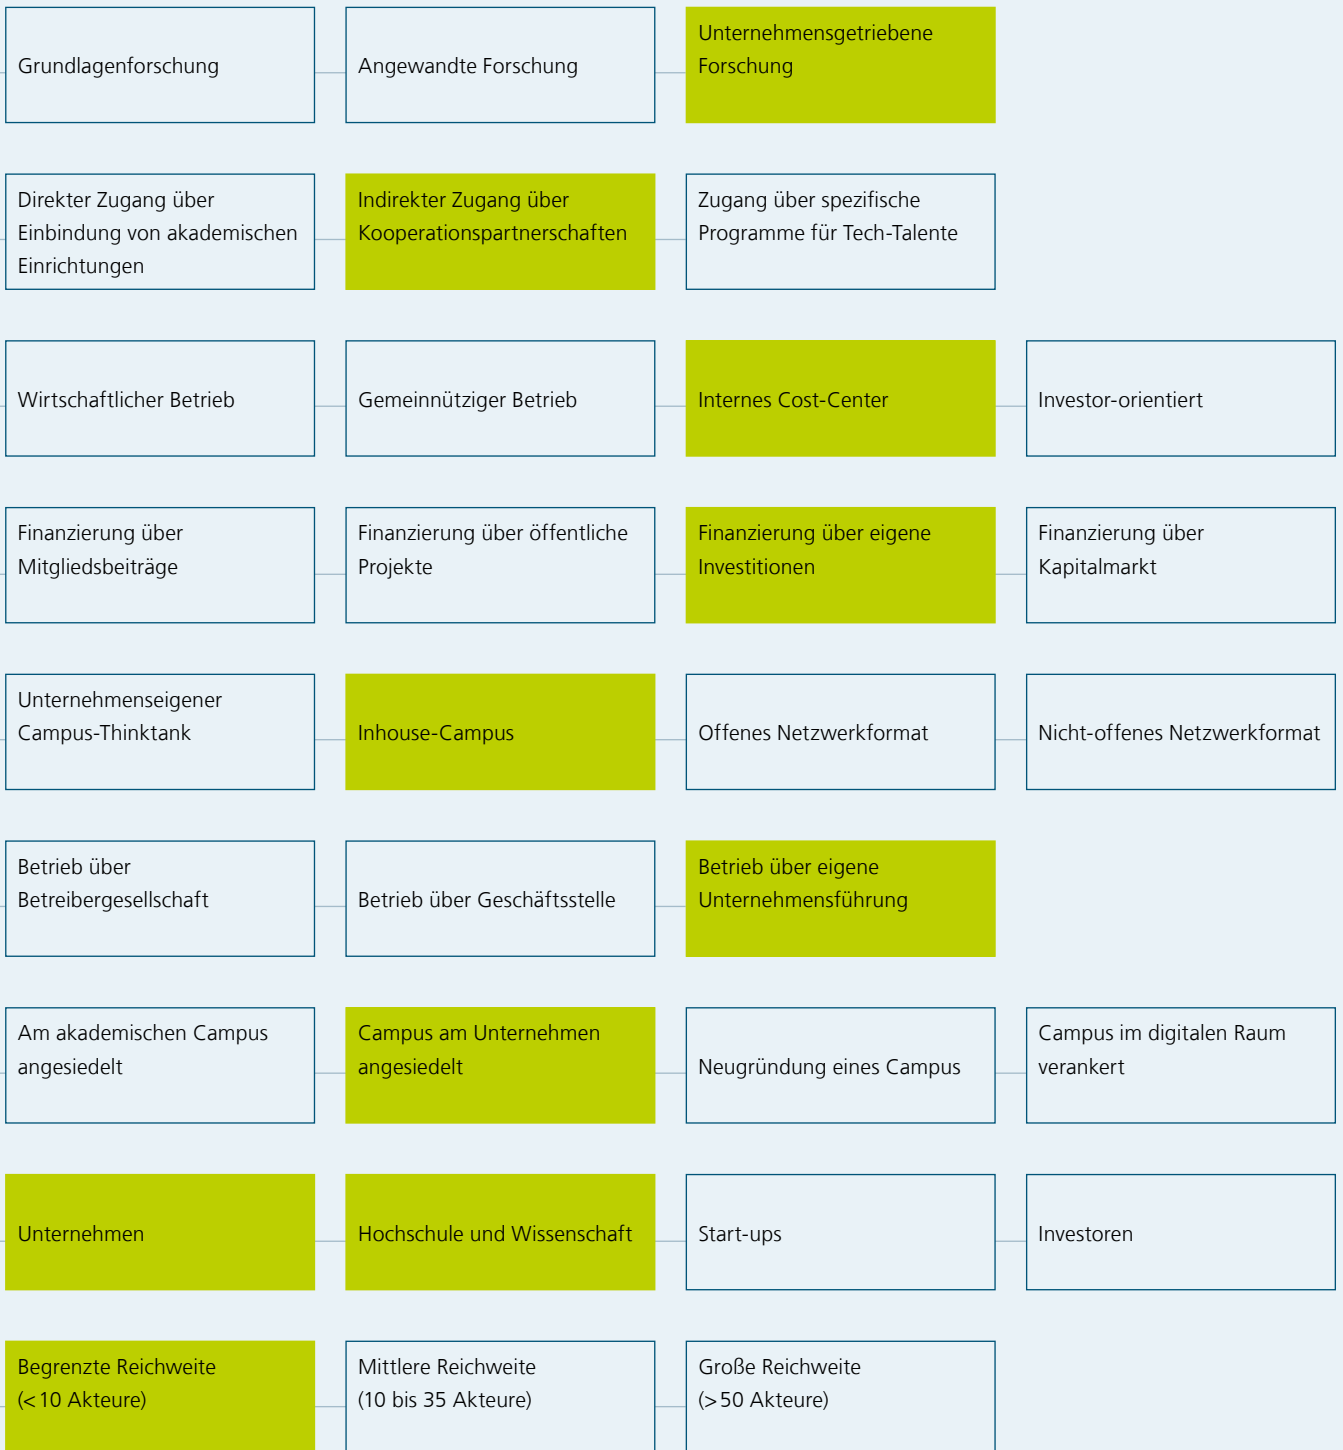 Grundlagenforschung
Angewandte Forschung
Unternehmensgetriebene
Forschung
Direkter Zugang über
Einbindung von akademischen
Einrichtungen
Indirekter Zugang über
Kooperationspartnerschaften
Zugang über spezifische
Programme für Tech-Talente
Wirtschaftlicher Betrieb
Gemeinnütziger Betrieb
Internes Cost-Center
Investor-orientiert
Finanzierung über
Mitgliedsbeiträge
Finanzierung über öffentliche
Projekte
Finanzierung über eigene
Investitionen
Finanzierung über
Kapitalmarkt
Unternehmenseigener
Campus-Thinktank
Inhouse-Campus
Offenes Netzwerkformat
Nicht-offenes Netzwerkformat
Betrieb über
Betreibergesellschaft
Betrieb über Geschäftsstelle
Betrieb über eigene
Unternehmensführung
Am akademischen Campus
angesiedelt
Campus am Unternehmen
angesiedelt
Neugründung eines Campus
Campus im digitalen Raum
verankert
Unternehmen
Hochschule und Wissenschaft
Start-ups
Investoren
Begrenzte Reichweite
(< 10 Akteure)
Mittlere Reichweite
(10 bis 35 Akteure)
Große Reichweite
(> 50 Akteure)